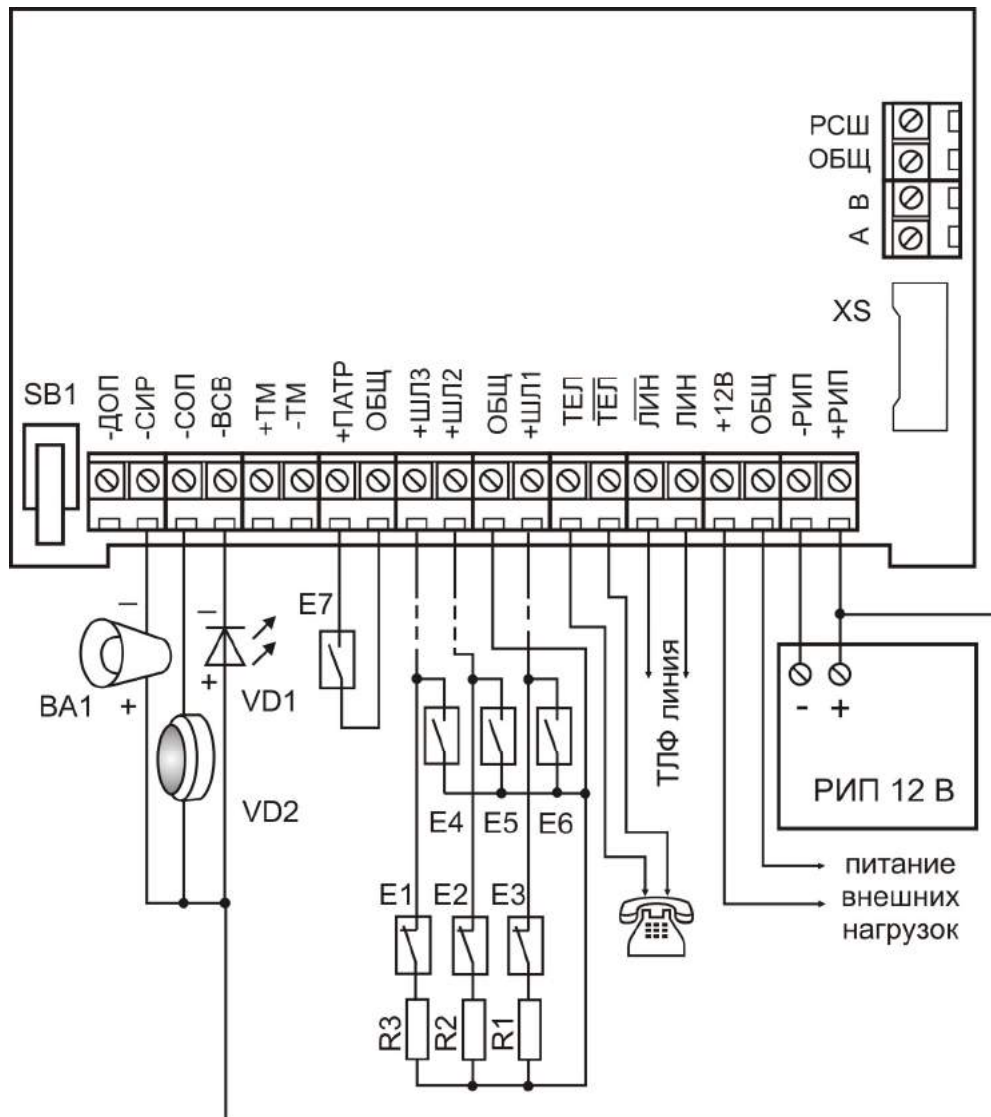 РСШ
ОБЩ
В
А
XS
SB1
-ДОП
-СИР
-СОП
-ВСВ
+ТМ
-ТМ
+ПАТР
ОБЩ
+ШЛ3
+ШЛ2
ОБЩ
+ШЛ1
ТЕЛ
ТЕЛ
ЛИН
ЛИН
+12В
ОБЩ
-РИП
+РИП
E7
–
–
BA1
+
+
VD1
VD2
ТЛФ линия
- +
РИП 12 В
E4 E5 E6
E1 E2 E3
питание
внешних
нагрузок
R3 R2 R1